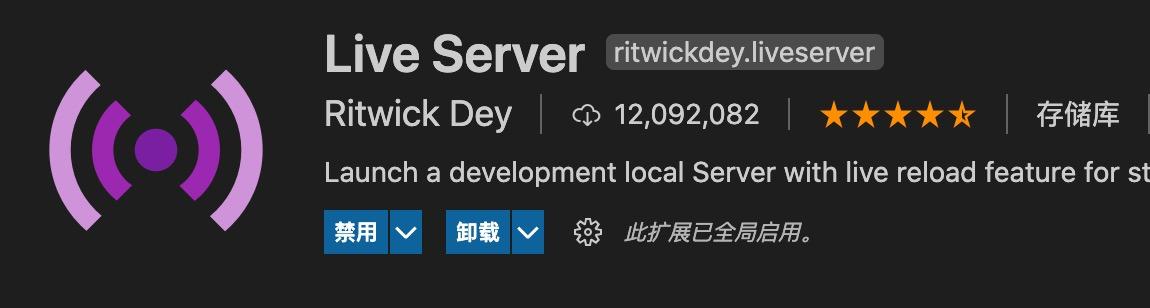 Live Server ritwickdey.liveserver
Ritwick Dey 12,092,082 存储库
Launch a development local Server with live reload feature for st
禁用 卸载 此扩展已全局启用。